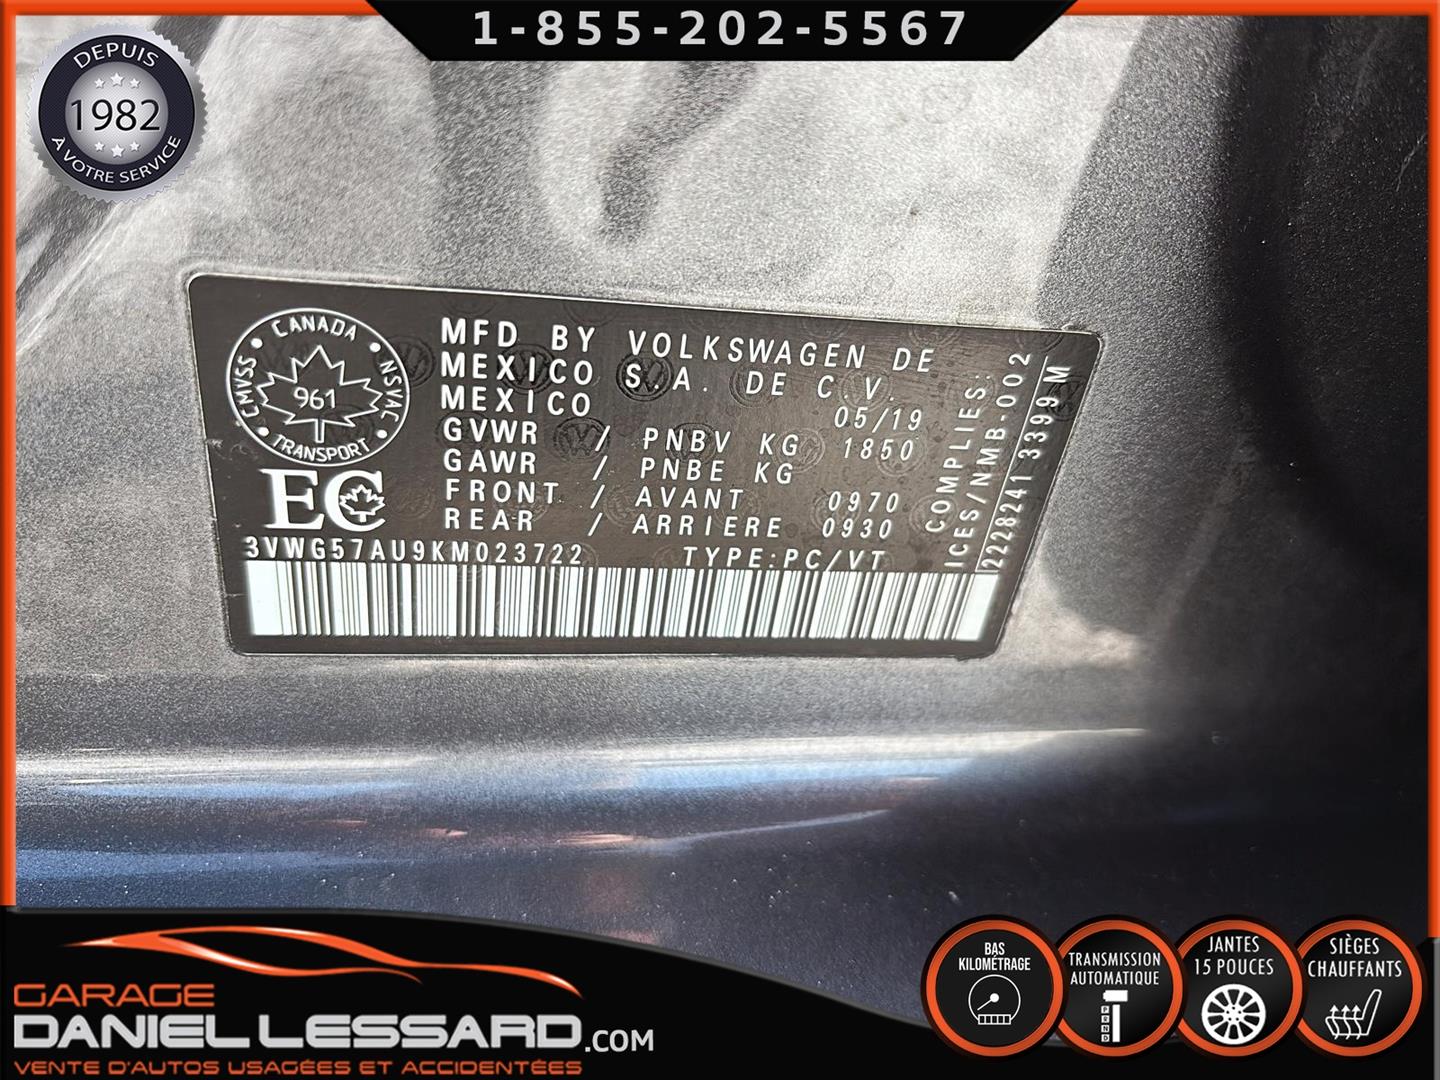 1-855-202-5567
DEPUIS
1982
À VOTRE SERVICE
CANADA
CMVSS
961
NSVAC
TRANSPORT
EC
MFD BY VOLKSWAGEN DE
MEXICO S.A. DE C.V.
MEXICO 05/19
GVWR / PNBV KG 1850
GAWR / PNBE KG
FRONT / AVANT 0970
REAR / ARRIERE 0930
3VWG57AU9KM023722 TYPE:PC/VT
COMPLIES:
ICES/NMB-002
2228241 3399M
BAS
KILOMÉTRAGE
TRANSMISSION
AUTOMATIQUE
PRND
JANTES
15 POUCES
SIÈGES
CHAUFFANTS
GARAGE
DANIEL LESSARD.COM
VENTE D'AUTOS USAGÉES ET ACCIDENTÉES